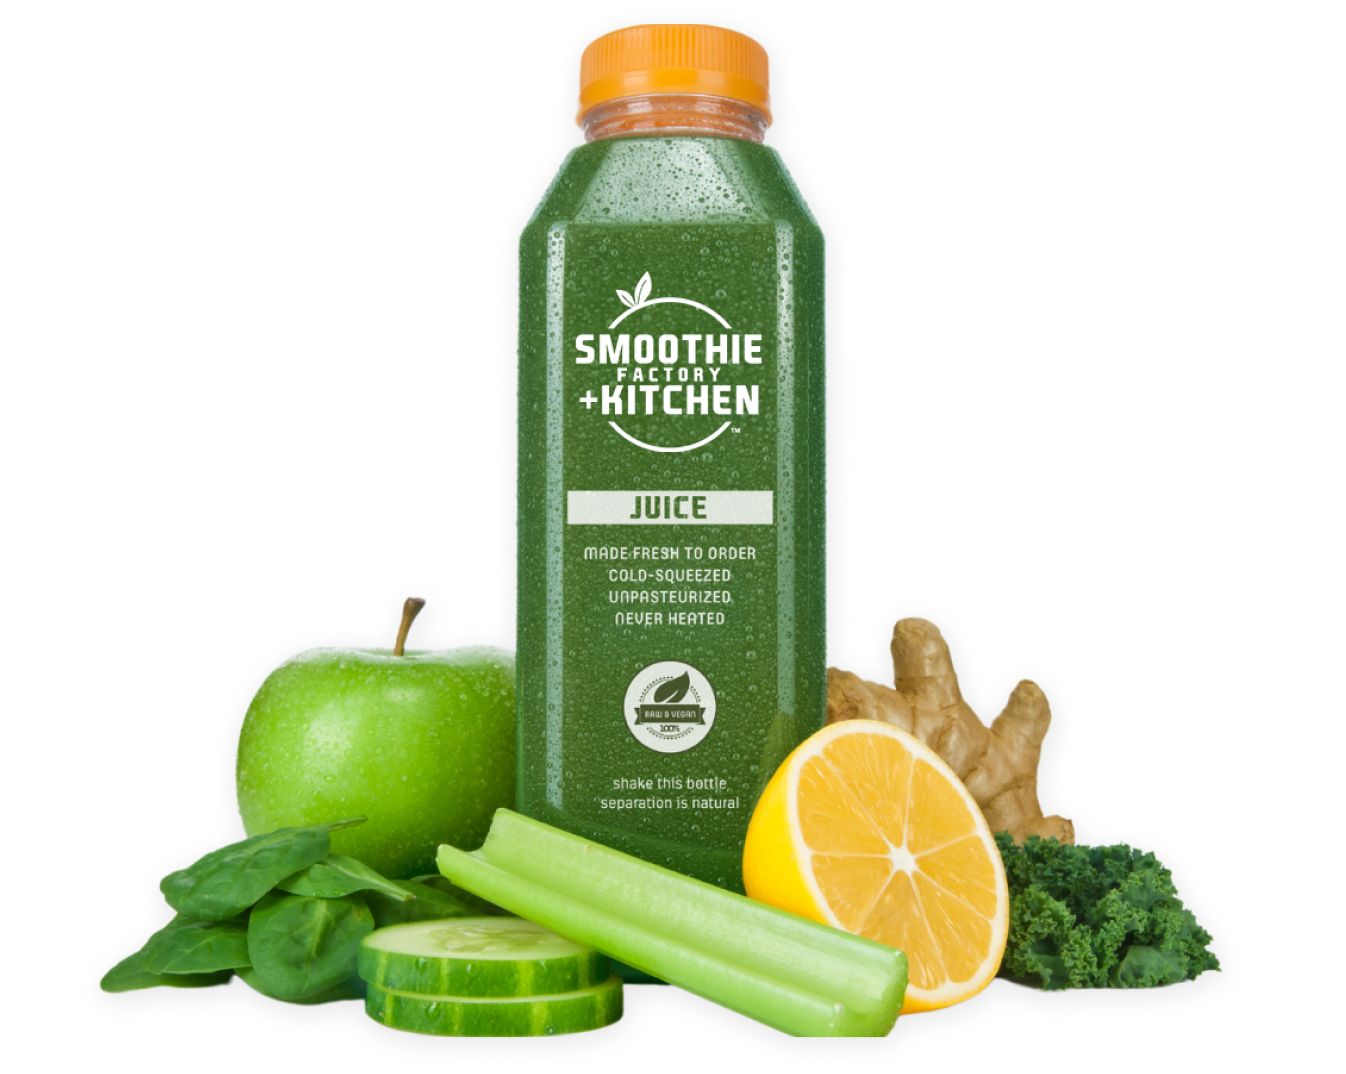 SMOOTHIE
FACTORY
+KITCHEN
™
JUICE
MADE FRESH TO ORDER
COLD-SQUEEZED
UNPASTEURIZED
NEVER HEATED
RAW & VEGAN
100%
shake this bottle
separation is natural